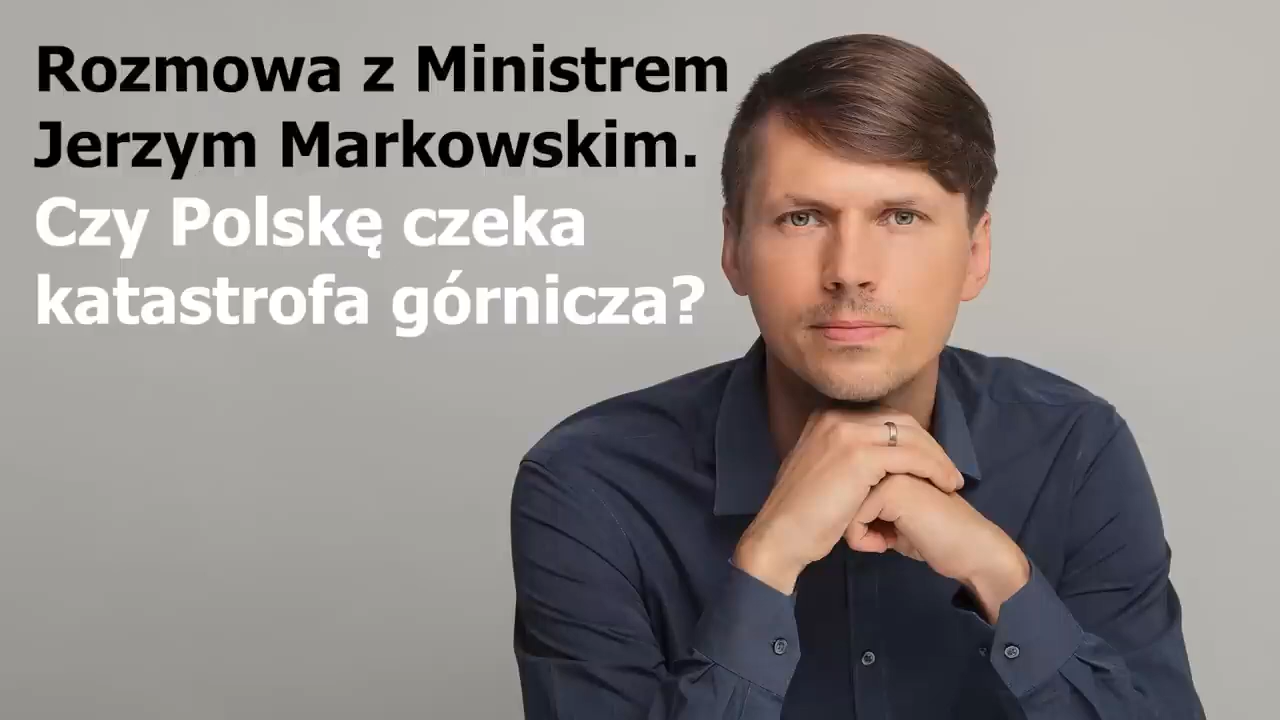 Rozmowa z Ministrem
Jerzym Markowskim.
Czy Polskę czeka
katastrofa górnicza?